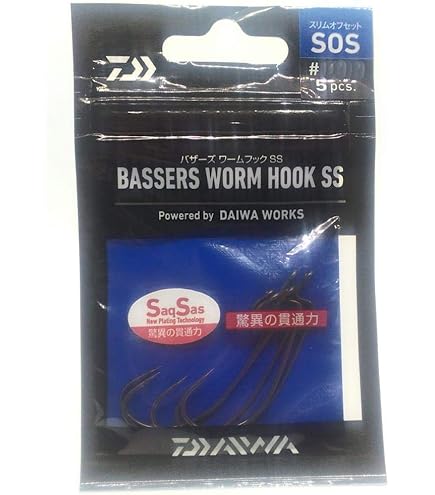 スリムオフセット
SOS
#
5 pcs.
バザーズ ワームフック SS
BASSERS WORM HOOK SS
Powered by DAIWA WORKS
SaqSas
New Plating Technology
驚異の貫通力
驚異の貫通力
DAIWA